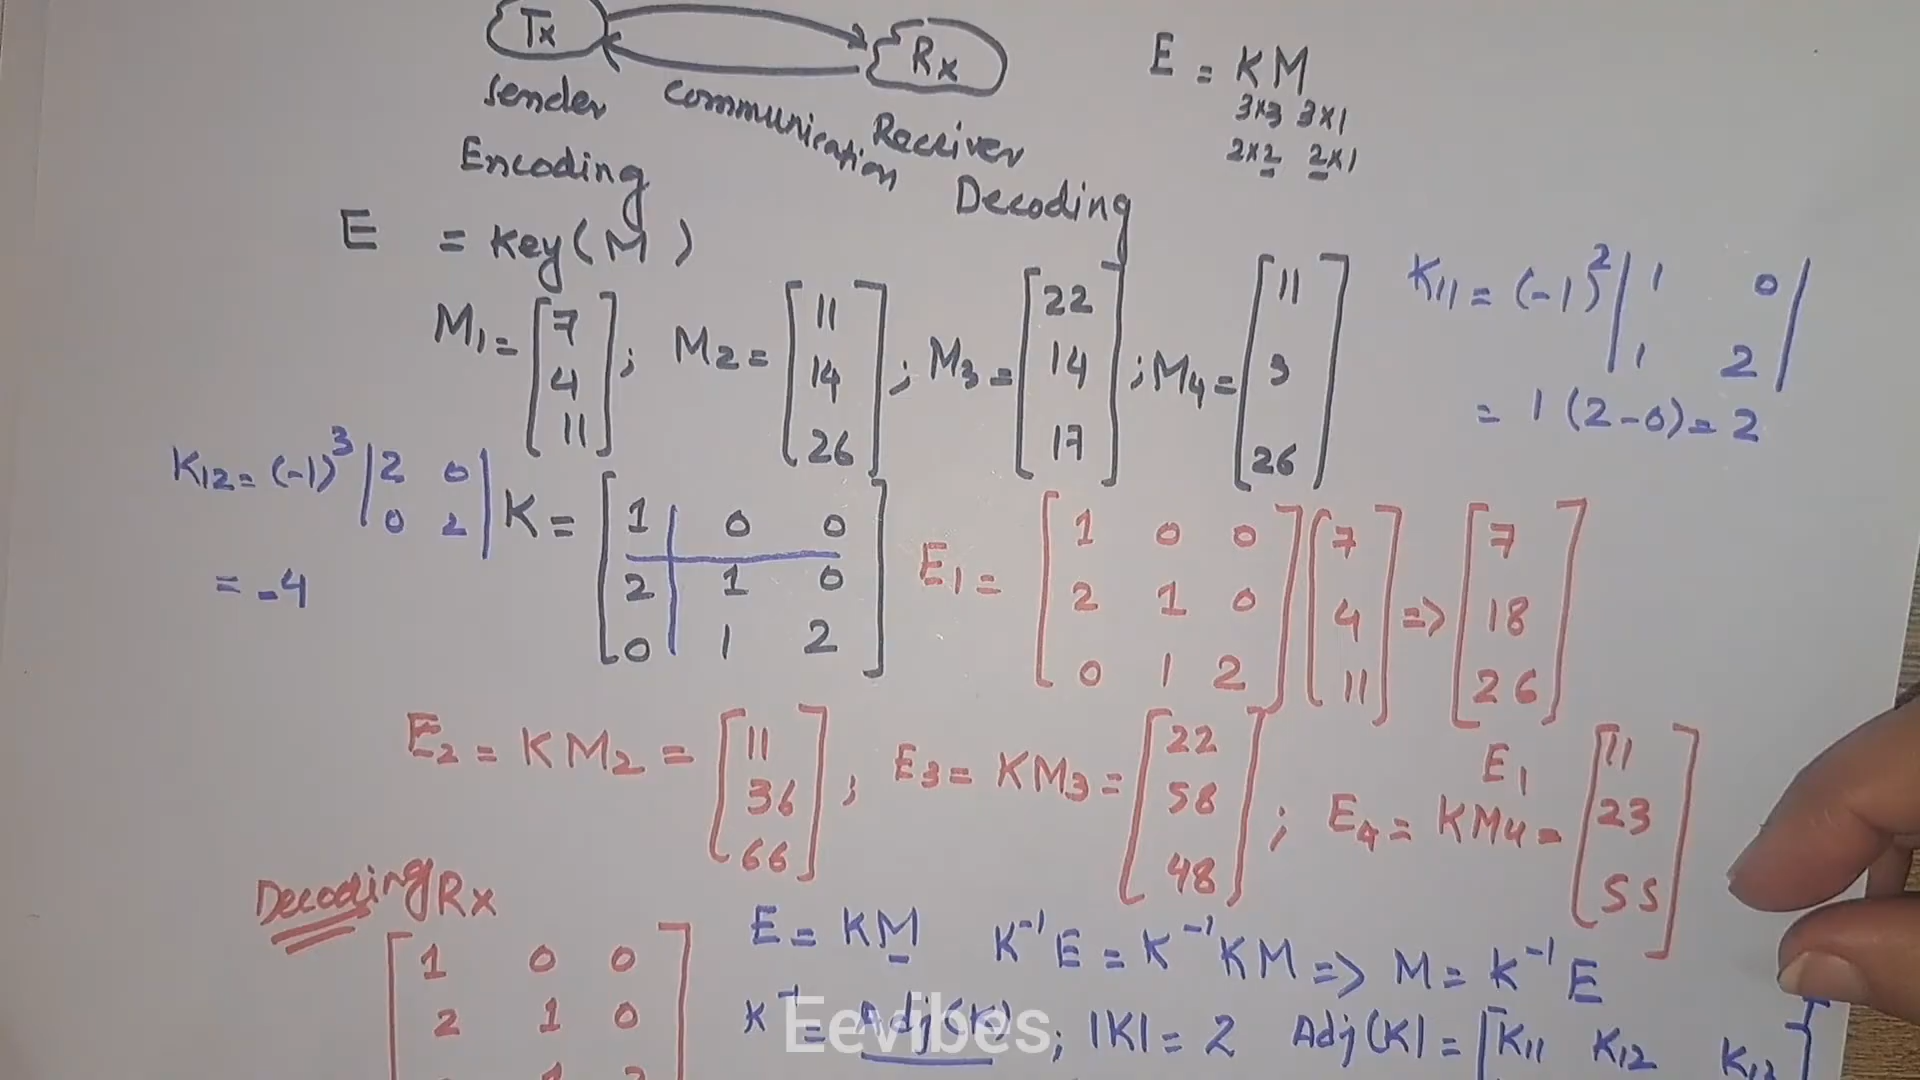 Tx Rx E = KM
3x3 3x1
sender communication Receiver 2x2 2x1
Encoding Decoding
E = Key(M)
M1 = [7 4 11] ; M2 = [11 14 26] ; M3 = [22 14 17] ; M4 = [11 3 26] K11 = (-1)^2 |1 0 1 2|
= 1(2-0) = 2
K12 = (-1)^3 |2 0 0 2| K = [1 0 0 2 1 0 0 1 2] E1 = [1 0 0 2 1 0 0 1 2] [7 4 11] => [7 18 26]
= -4
E1
E2 = KM2 = [11 36 66] ; E3 = KM3 = [22 58 48] ; E4 = KM4 = [11 23 55]
Decoding Rx
[1 0 0
2 1 0
E = KM K^-1 E = K^-1 KM => M = K^-1 E
K^-1 = Adj(K) ; |K| = 2 Adj(K) = [K11 K12
Eevibes